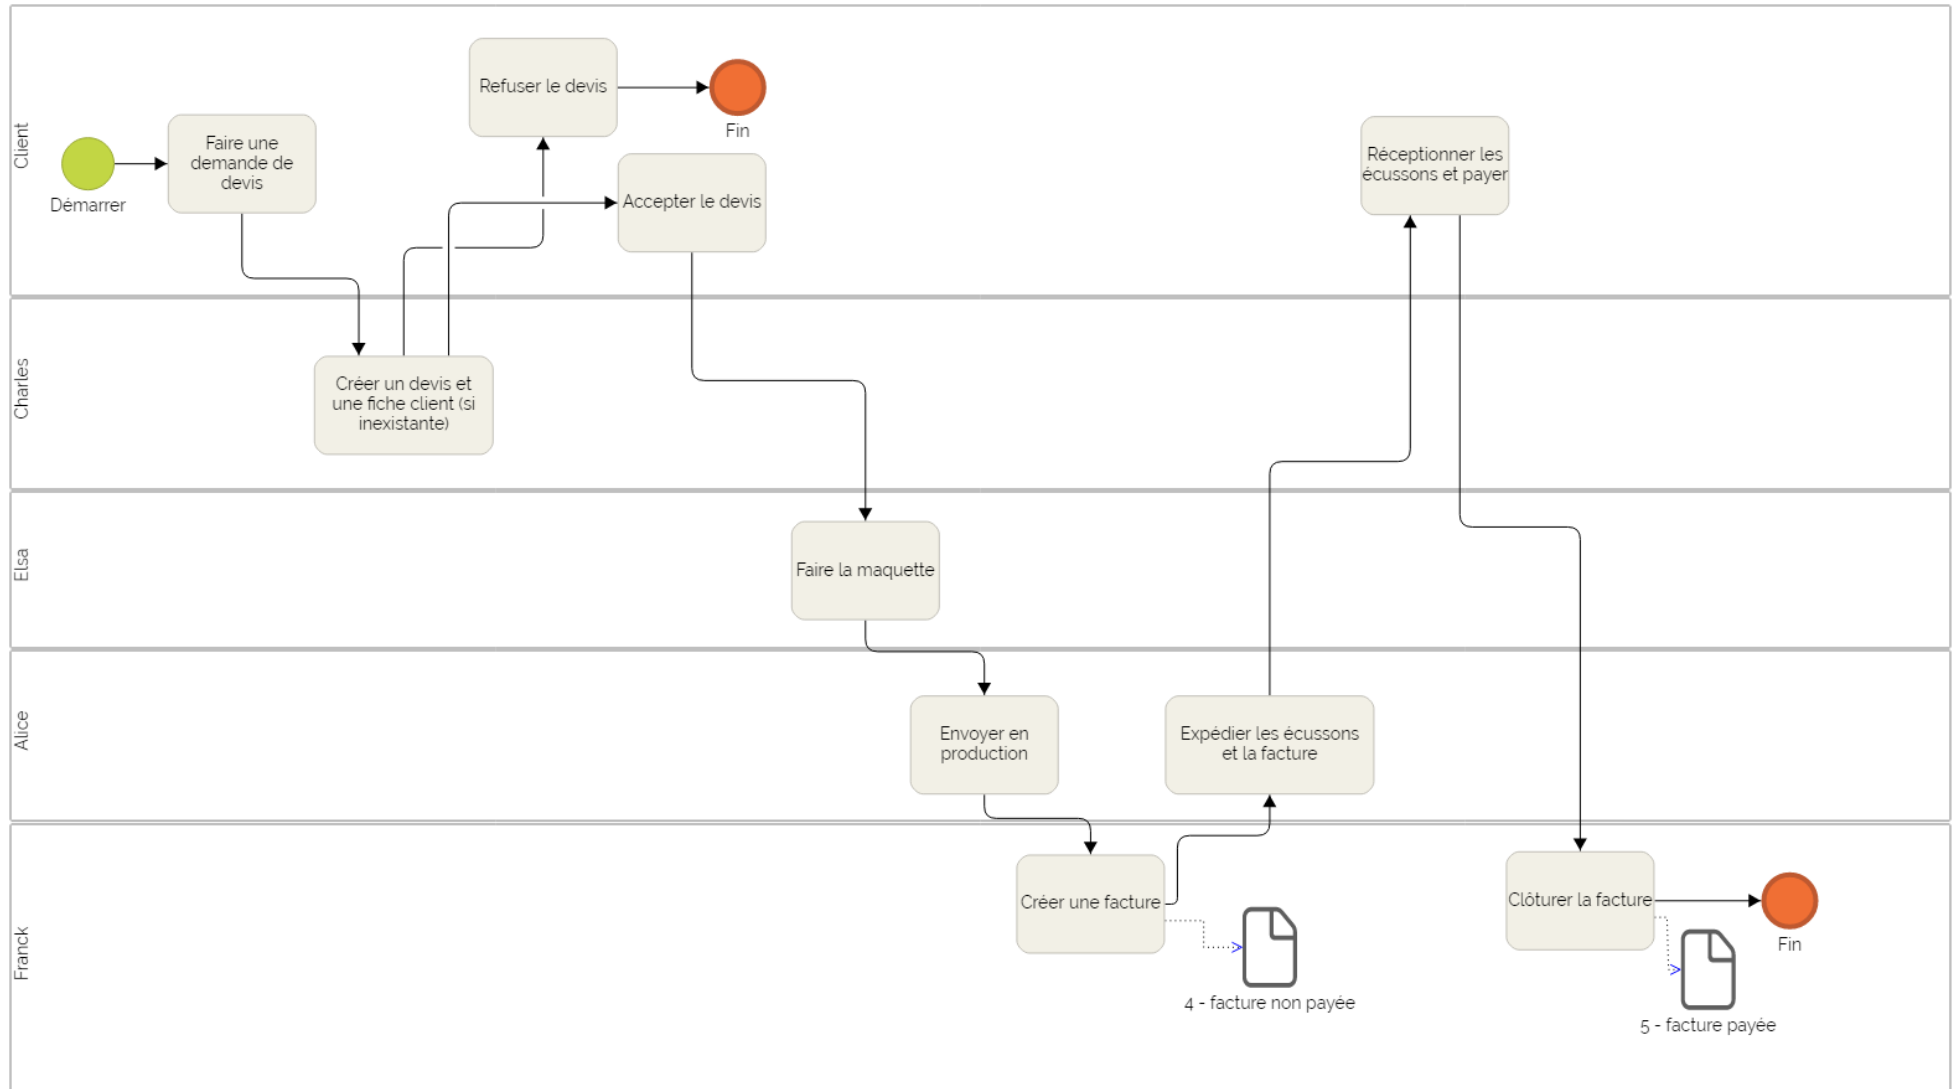 Client
Démarrer
Faire une
demande de
devis
Refuser le devis
Fin
Accepter le devis
Réceptionner les
écussons et payer
Charles
Créer un devis et
une fiche client (si
inexistante)
Elsa
Faire la maquette
Alice
Envoyer en
production
Expédier les écussons
et la facture
Franck
Créer une facture
4 - facture non payée
Clôturer la facture
Fin
5 - facture payée